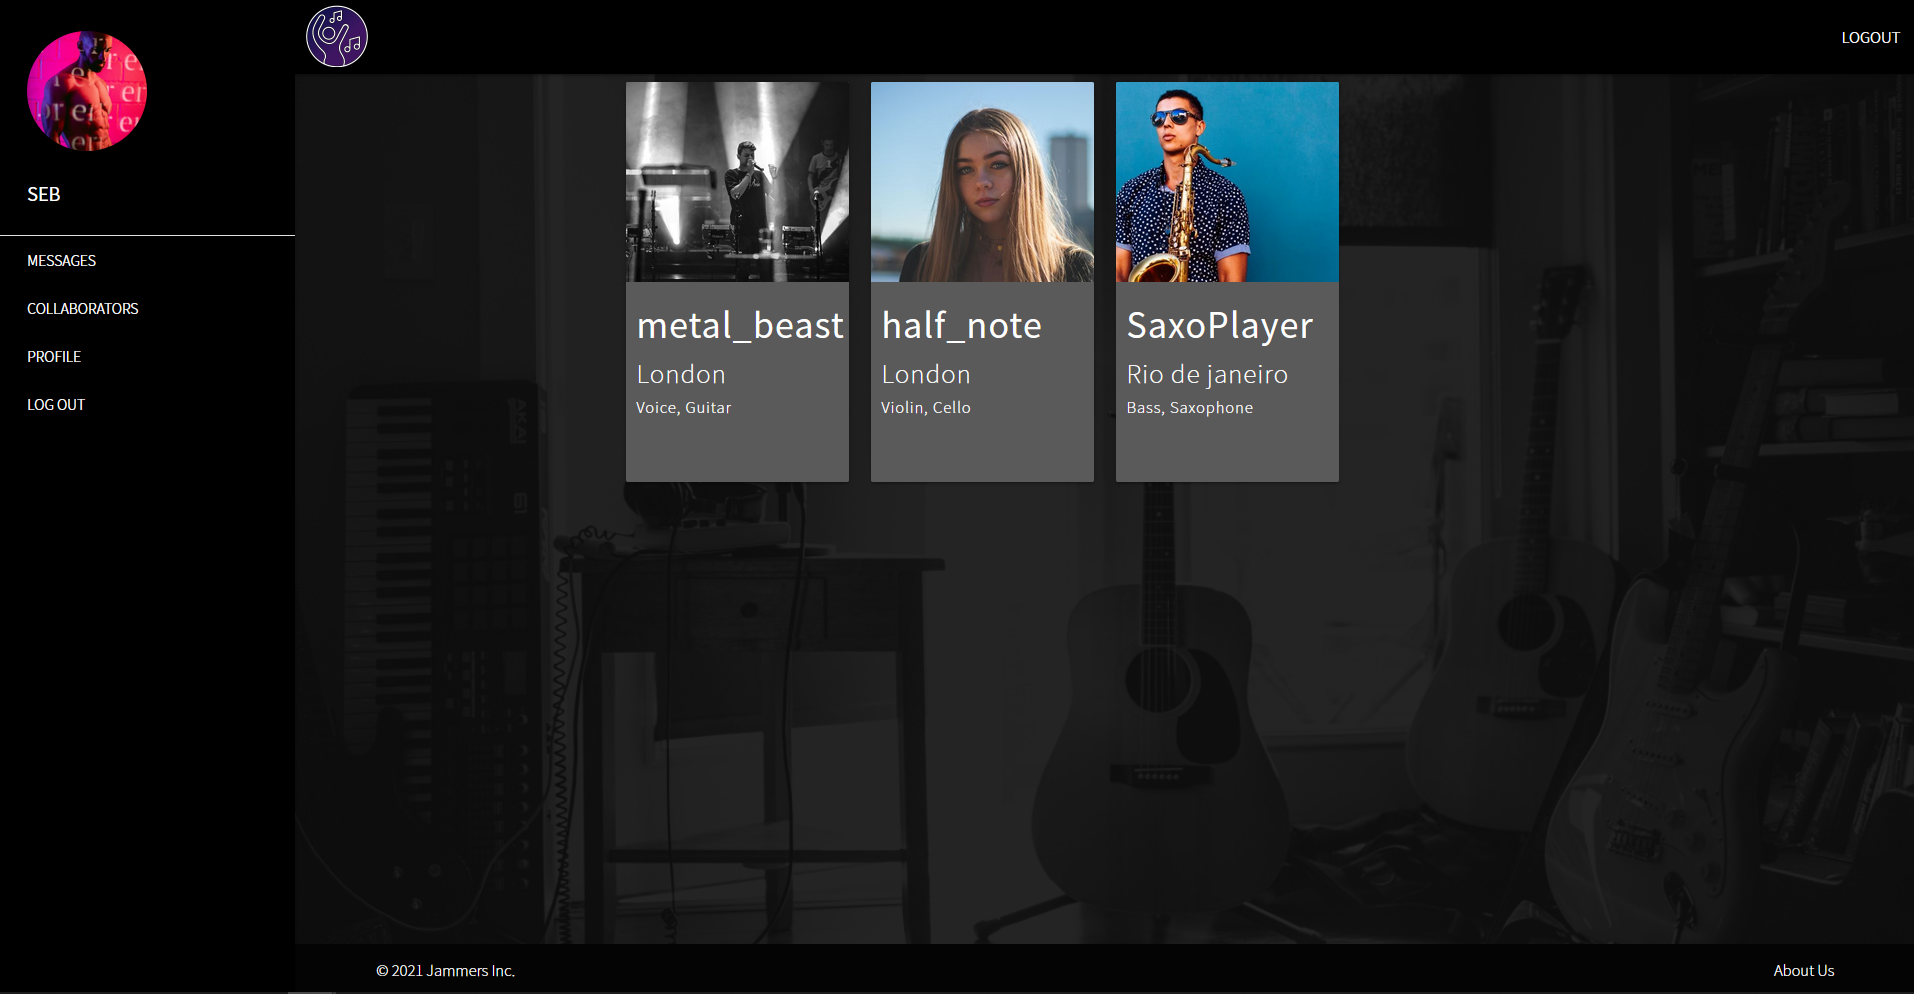 LOGOUT
SEB
MESSAGES
COLLABORATORS
PROFILE
LOG OUT
metal_beast
London
Voice, Guitar
half_note
London
Violin, Cello
SaxoPlayer
Rio de janeiro
Bass, Saxophone
© 2021 Jammers Inc.
About Us